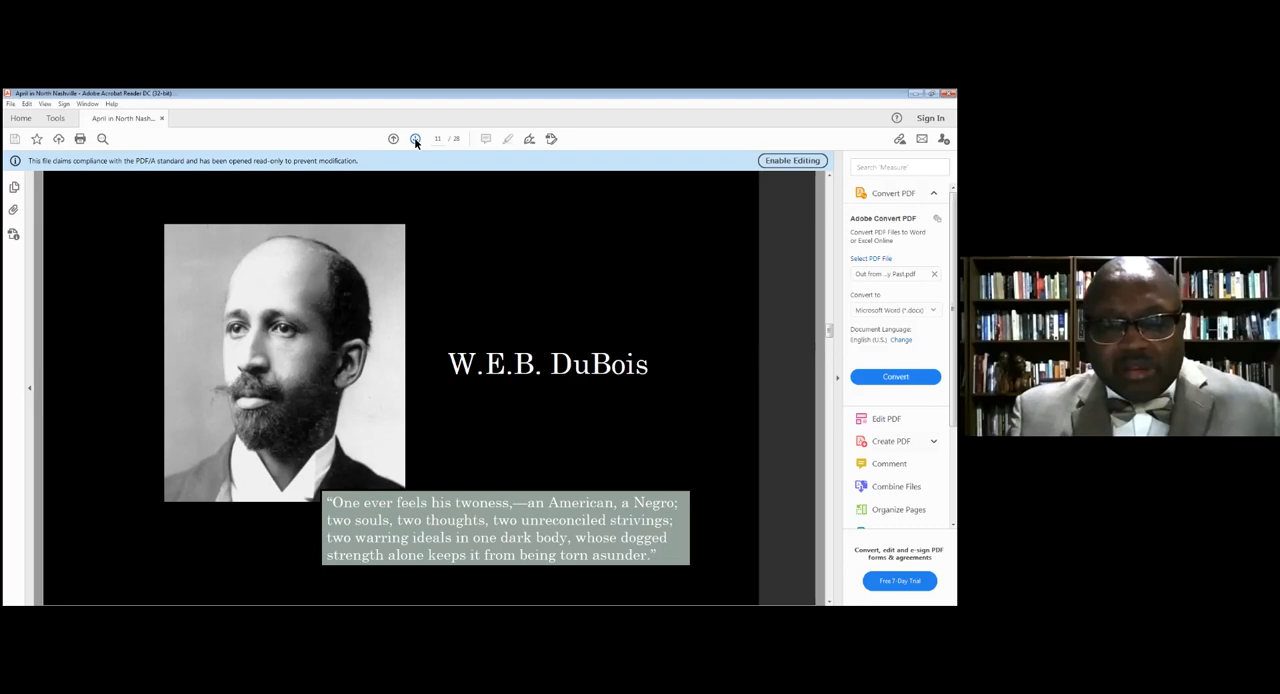 April in North Nashville - Adobe Acrobat Reader DC (32-bit)
File Edit View Sign Window Help
Home Tools April in North Nash... × Sign In
11 / 28
This file claims compliance with the PDF/A standard and has been opened read-only to prevent modification. Enable Editing
W.E.B. DuBois
“One ever feels his twoness,—an American, a Negro;
two souls, two thoughts, two unreconciled strivings;
two warring ideals in one dark body, whose dogged
strength alone keeps it from being torn asunder.”
Search 'Measure'
Convert PDF
Adobe Convert PDF
Convert PDF Files to Word
or Excel Online
Select PDF File
Out from ...y Past.pdf
Convert to
Microsoft Word (*.docx)
Document Language:
English (U.S.) Change
Convert
Edit PDF
Create PDF
Comment
Combine Files
Organize Pages
Convert, edit and e-sign PDF
forms & agreements
Free 7-Day Trial